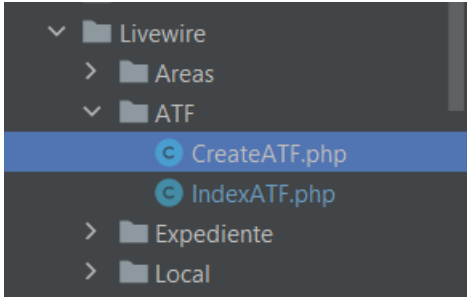 Livewire
Areas
ATF
CreateATF.php
IndexATF.php
Expediente
Local